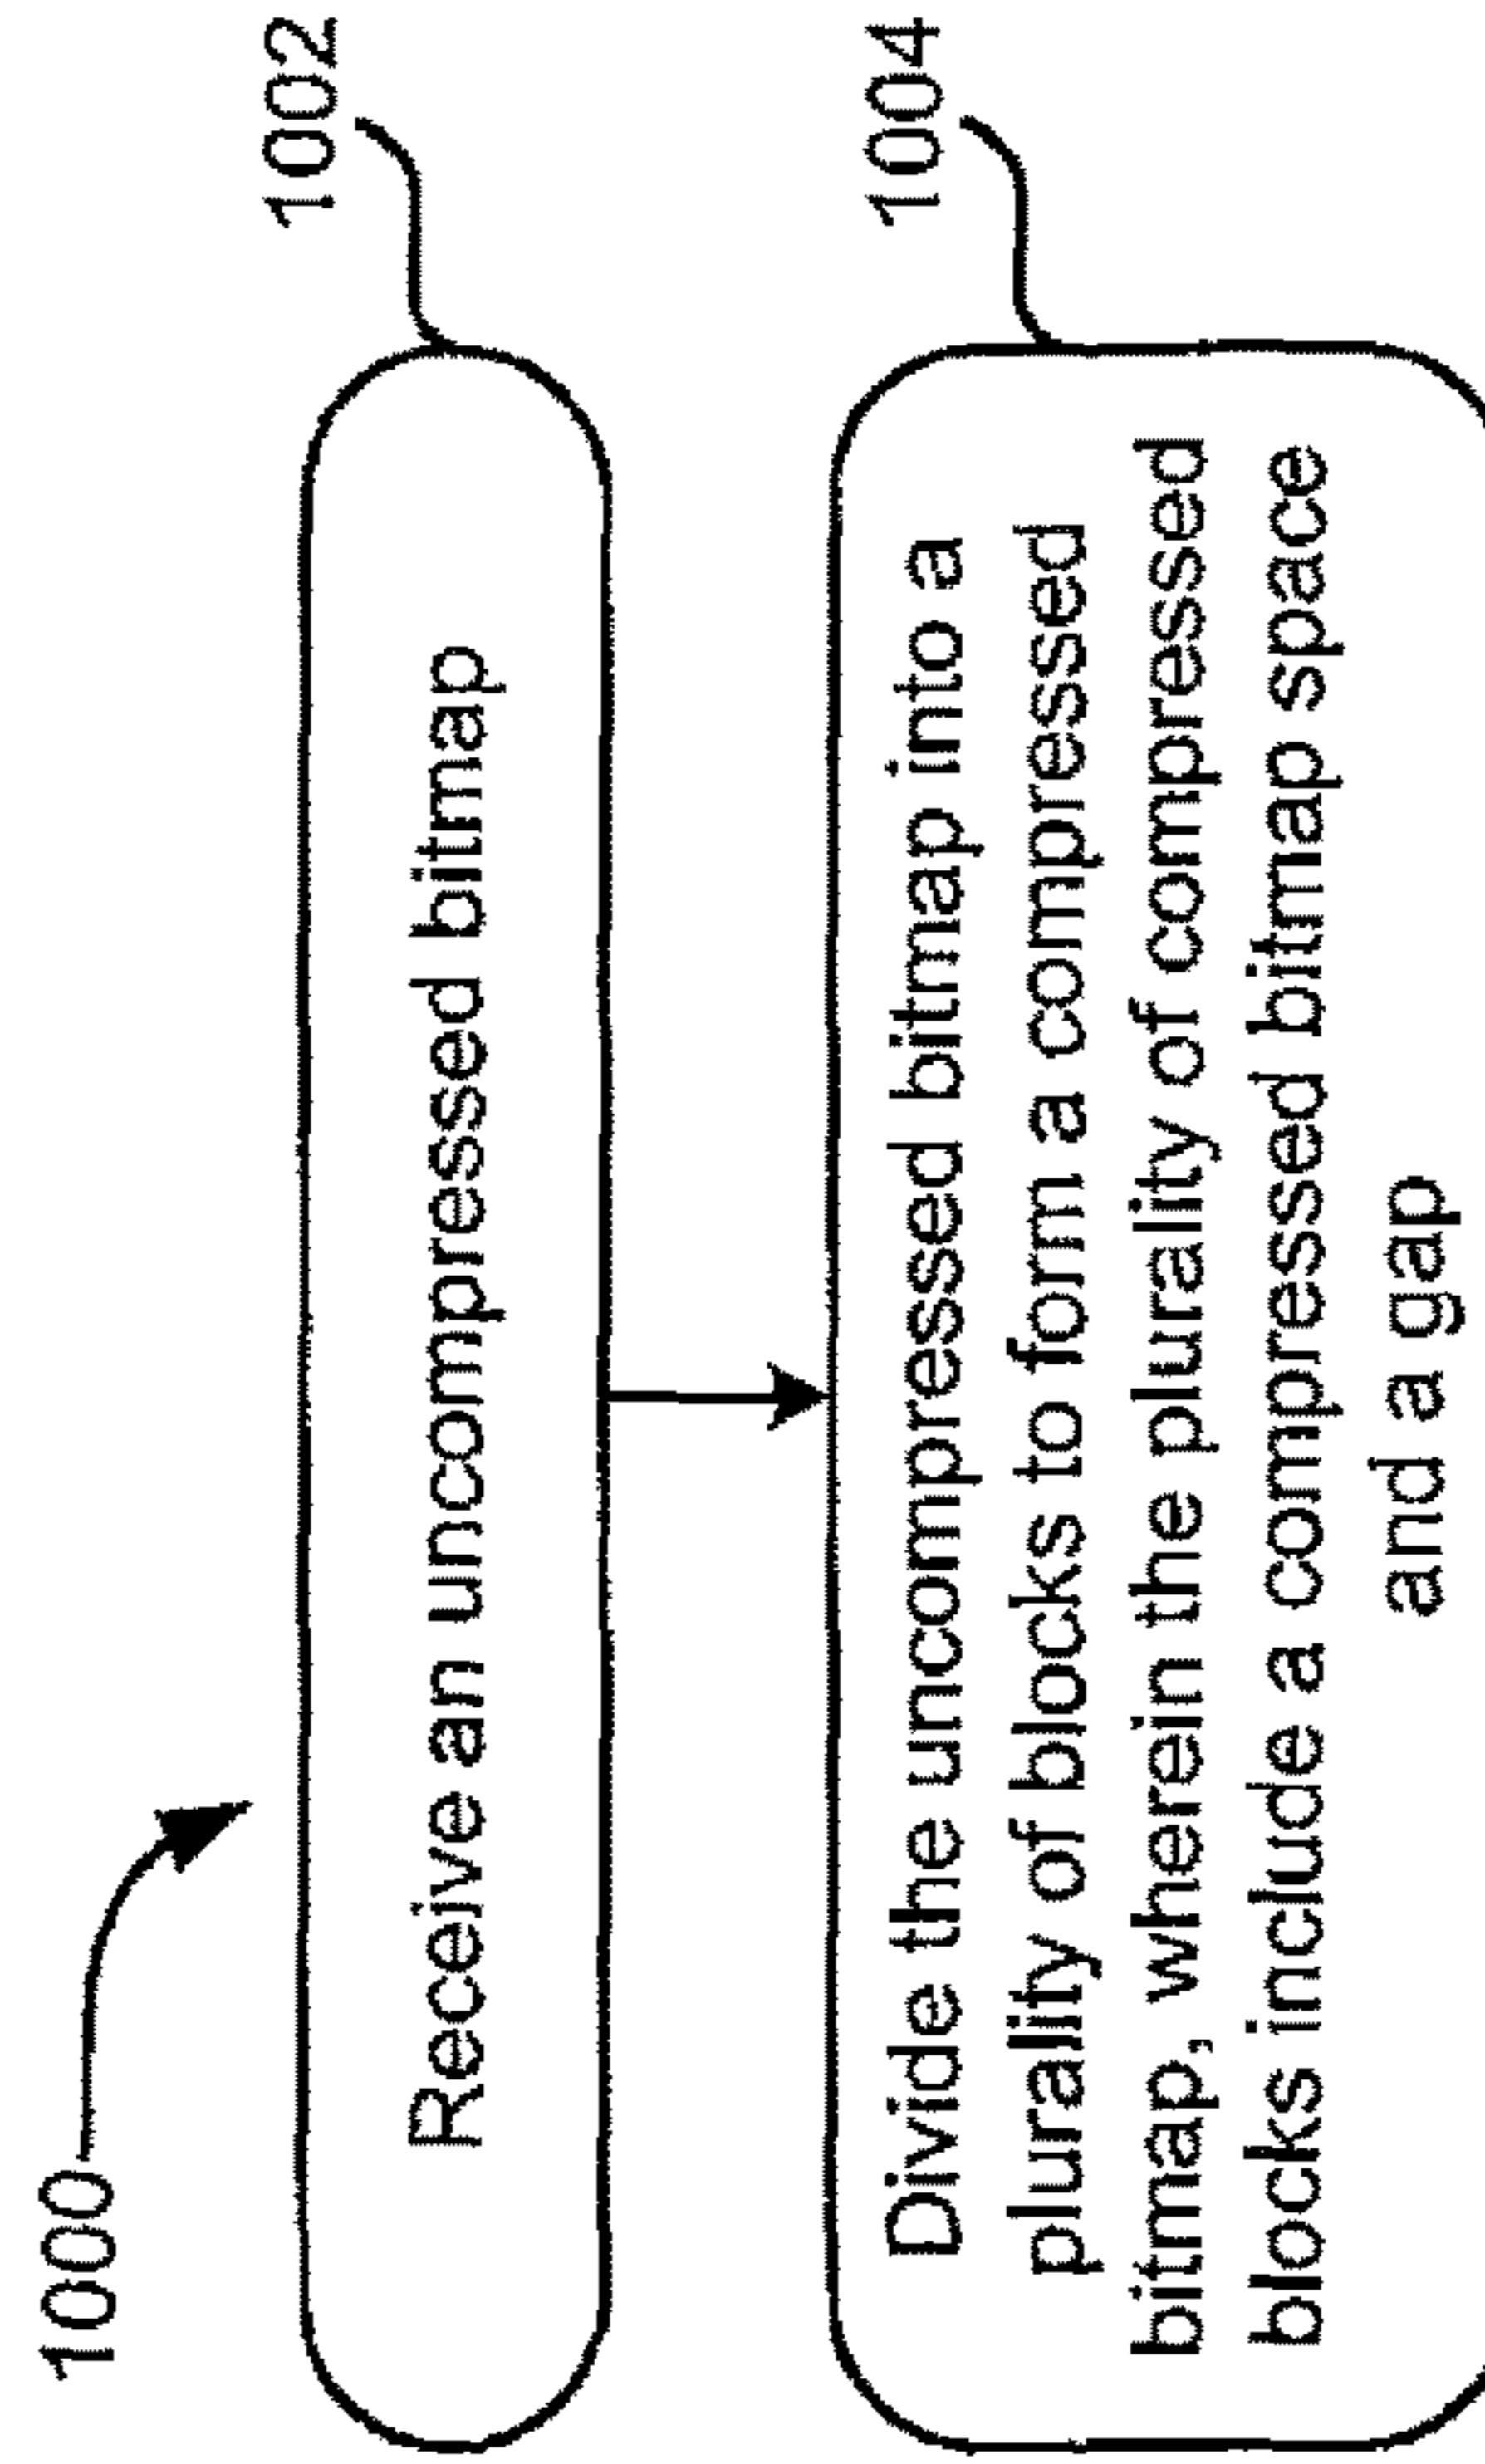 1000
1002
Receive an uncompressed bitmap
1004
Divide the uncompressed bitmap into a
plurality of blocks to form a compressed
bitmap, wherein the plurality of compressed
blocks include a compressed bitmap space
and a gap